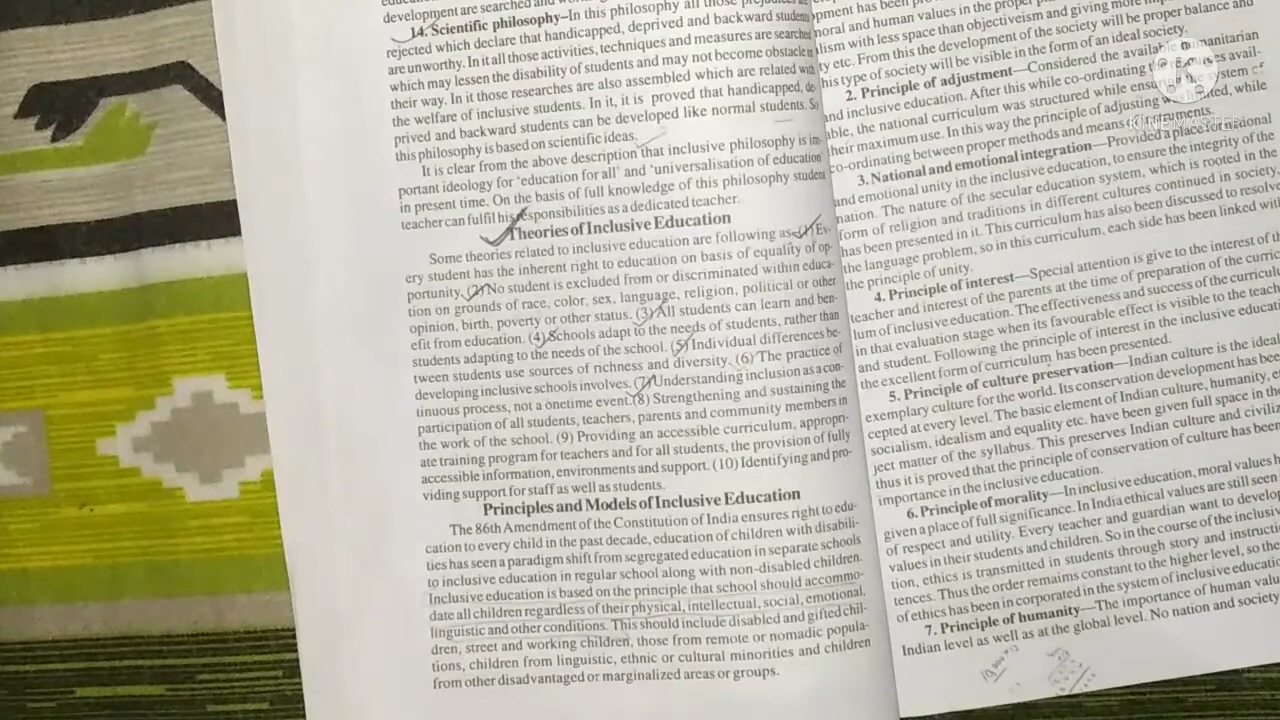 development are searched and
14. Scientific philosophy–In this philosophy all those prejudices
rejected which declare that handicapped, deprived and backward students
are unworthy. In it all those activities, techniques and measures are searched
which may lessen the disability of students and may not become obstacle in
their way. In it those researches are also assembled which are related with
the welfare of inclusive students. In it, it is proved that handicapped, de-
prived and backward students can be developed like normal students. So
this philosophy is based on scientific ideas.
It is clear from the above description that inclusive philosophy is im-
portant ideology for 'education for all' and 'universalisation of education'
in present time. On the basis of full knowledge of this philosophy student
teacher can fulfil his responsibilities as a dedicated teacher.
Theories of Inclusive Education
Some theories related to inclusive education are following as–(1) Ev-
ery student has the inherent right to education on basis of equality of op-
portunity. (2) No student is excluded from or discriminated within educa-
tion on grounds of race, color, sex, language, religion, political or other
opinion, birth, poverty or other status. (3) All students can learn and ben-
efit from education. (4) Schools adapt to the needs of students, rather than
students adapting to the needs of the school. (5) Individual differences be-
tween students use sources of richness and diversity. (6) The practice of
developing inclusive schools involves. (7) Understanding inclusion as a con-
tinuous process, not a onetime event. (8) Strengthening and sustaining the
participation of all students, teachers, parents and community members in
the work of the school. (9) Providing an accessible curriculum, appropri-
ate training program for teachers and for all students, the provision of fully
accessible information, environments and support. (10) Identifying and pro-
viding support for staff as well as students.
Principles and Models of Inclusive Education
The 86th Amendment of the Constitution of India ensures right to edu-
cation to every child in the past decade, education of children with disabili-
ties has seen a paradigm shift from segregated education in separate schools
to inclusive education in regular school along with non-disabled children.
Inclusive education is based on the principle that school should accommo-
date all children regardless of their physical, intellectual, social, emotional,
linguistic and other conditions. This should include disabled and gifted chil-
dren, street and working children, those from remote or nomadic popula-
tions, children from linguistic, ethnic or cultural minorities and children
from other disadvantaged or marginalized areas or groups.
oral and human values in the proper
lism with less space than objectiveism and giving more
ty etc. From this the development of the society will be proper balance and
his type of society will be visible in the form of an ideal society.
2. Principle of adjustment—Considered the available humanitarian
and inclusive education. After this while co-ordinating the avail-
able, the national curriculum was structured while the system
their maximum use. In this way the principle of adjusting was while
co-ordinating between proper methods and means of instruments.
3. National and emotional integration—Provided a place for national
and emotional unity in the inclusive education, to ensure the integrity of the
nation. The nature of the secular education system, which is rooted in the
form of religion and traditions in different cultures continued in society,
has been presented in it. This curriculum has also been discussed to resolve
the language problem, so in this curriculum, each side has been linked with
the principle of unity.
4. Principle of interest—Special attention is give to the interest of th
teacher and interest of the parents at the time of preparation of the curric
lum of inclusive education. The effectiveness and success of the curricul
in that evaluation stage when its favourable effect is visible to the teach
and student. Following the principle of interest in the inclusive educat
the excellent form of curriculum has been presented.
5. Principle of culture preservation—Indian culture is the ideal
exemplary culture for the world. Its conservation development has been
cepted at every level. The basic element of Indian culture, humanity, e
socialism, idealism and equality etc. have been given full space in the
ject matter of the syllabus. This preserves Indian culture and civiliz
thus it is proved that the principle of conservation of culture has been
importance in the inclusive education.
6. Principle of morality—In inclusive education, moral values h
given a place of full significance. In India ethical values are still seen
of respect and utility. Every teacher and guardian want to develop
values in their students and children. So in the course of the inclusi
tion, ethics is transmitted in students through story and instruct
tences. Thus the order remaims constant to the higher level, so the
of ethics has been in corporated in the system of inclusive educatio
7. Principle of humanity—The importance of human valu
Indian level as well as at the global level. No nation and society
KINEMASTER